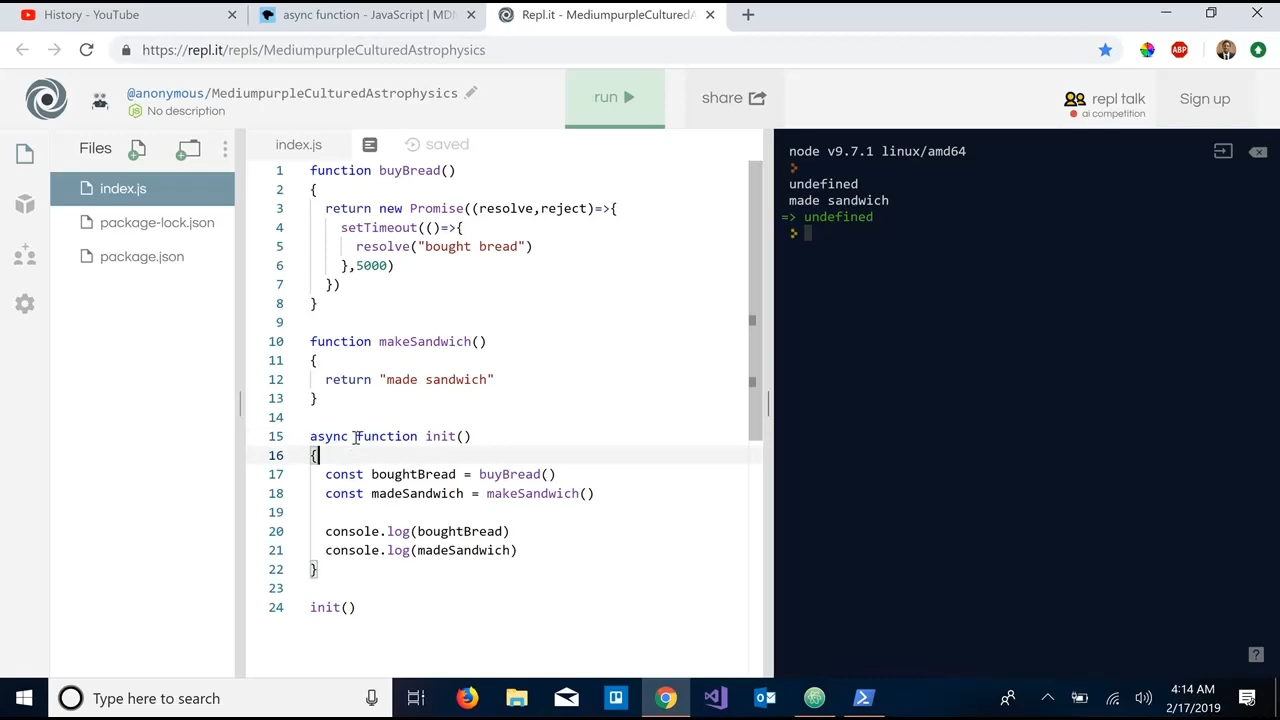 History - YouTube
async function - JavaScript | MDN
Repl.it - MediumpurpleCulturedA
https://repl.it/repls/MediumpurpleCulturedAstrophysics
ABP
@anonymous/MediumpurpleCulturedAstrophysics
No description
run
share
repl talk
ai competition
Sign up
Files
index.js
package-lock.json
package.json
index.js
saved
1 function buyBread()
2 {
3 return new Promise((resolve,reject)=>{
4 setTimeout(()=>{
5 resolve("bought bread")
6 },5000)
7 })
8 }
9
10 function makeSandwich()
11 {
12 return "made sandwich"
13 }
14
15 async function init()
16 {
17 const boughtBread = buyBread()
18 const madeSandwich = makeSandwich()
19
20 console.log(boughtBread)
21 console.log(madeSandwich)
22 }
23
24 init()
node v9.7.1 linux/amd64
undefined
made sandwich
=> undefined
?
Type here to search
4:14 AM
2/17/2019